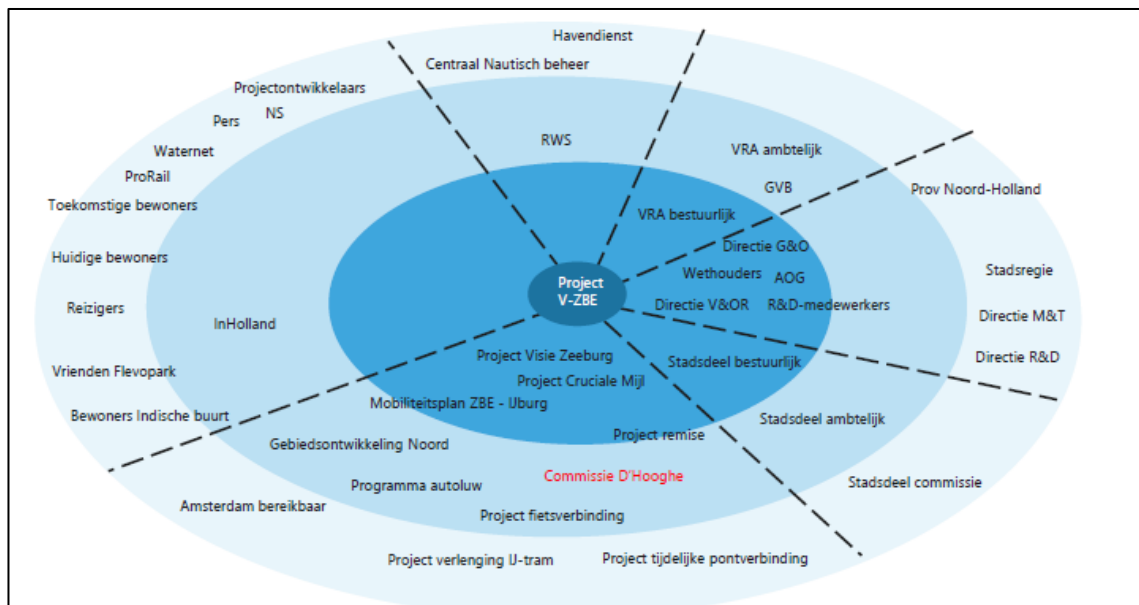 Havendienst
Centraal Nautisch beheer
Projectontwikkelaars
NS
Pers
RWS
VRA ambtelijk
Waternet
ProRail
GVB
Prov Noord-Holland
Toekomstige bewoners
VRA bestuurlijk
Directie G&O
Huidige bewoners
Wethouders
AOG
Stadsregie
Project
V-ZBE
Reizigers
Directie V&OR
R&D-medewerkers
Directie M&T
InHolland
Project Visie Zeeburg
Stadsdeel bestuurlijk
Directie R&D
Vrienden Flevopark
Project Cruciale Mijl
Mobiliteitsplan ZBE - IJburg
Bewoners Indische buurt
Stadsdeel ambtelijk
Gebiedsontwikkeling Noord
Project remise
Commissie D'Hooghe
Stadsdeel commissie
Programma autoluw
Amsterdam bereikbaar
Project fietsverbinding
Project verlenging IJ-tram
Project tijdelijke pontverbinding